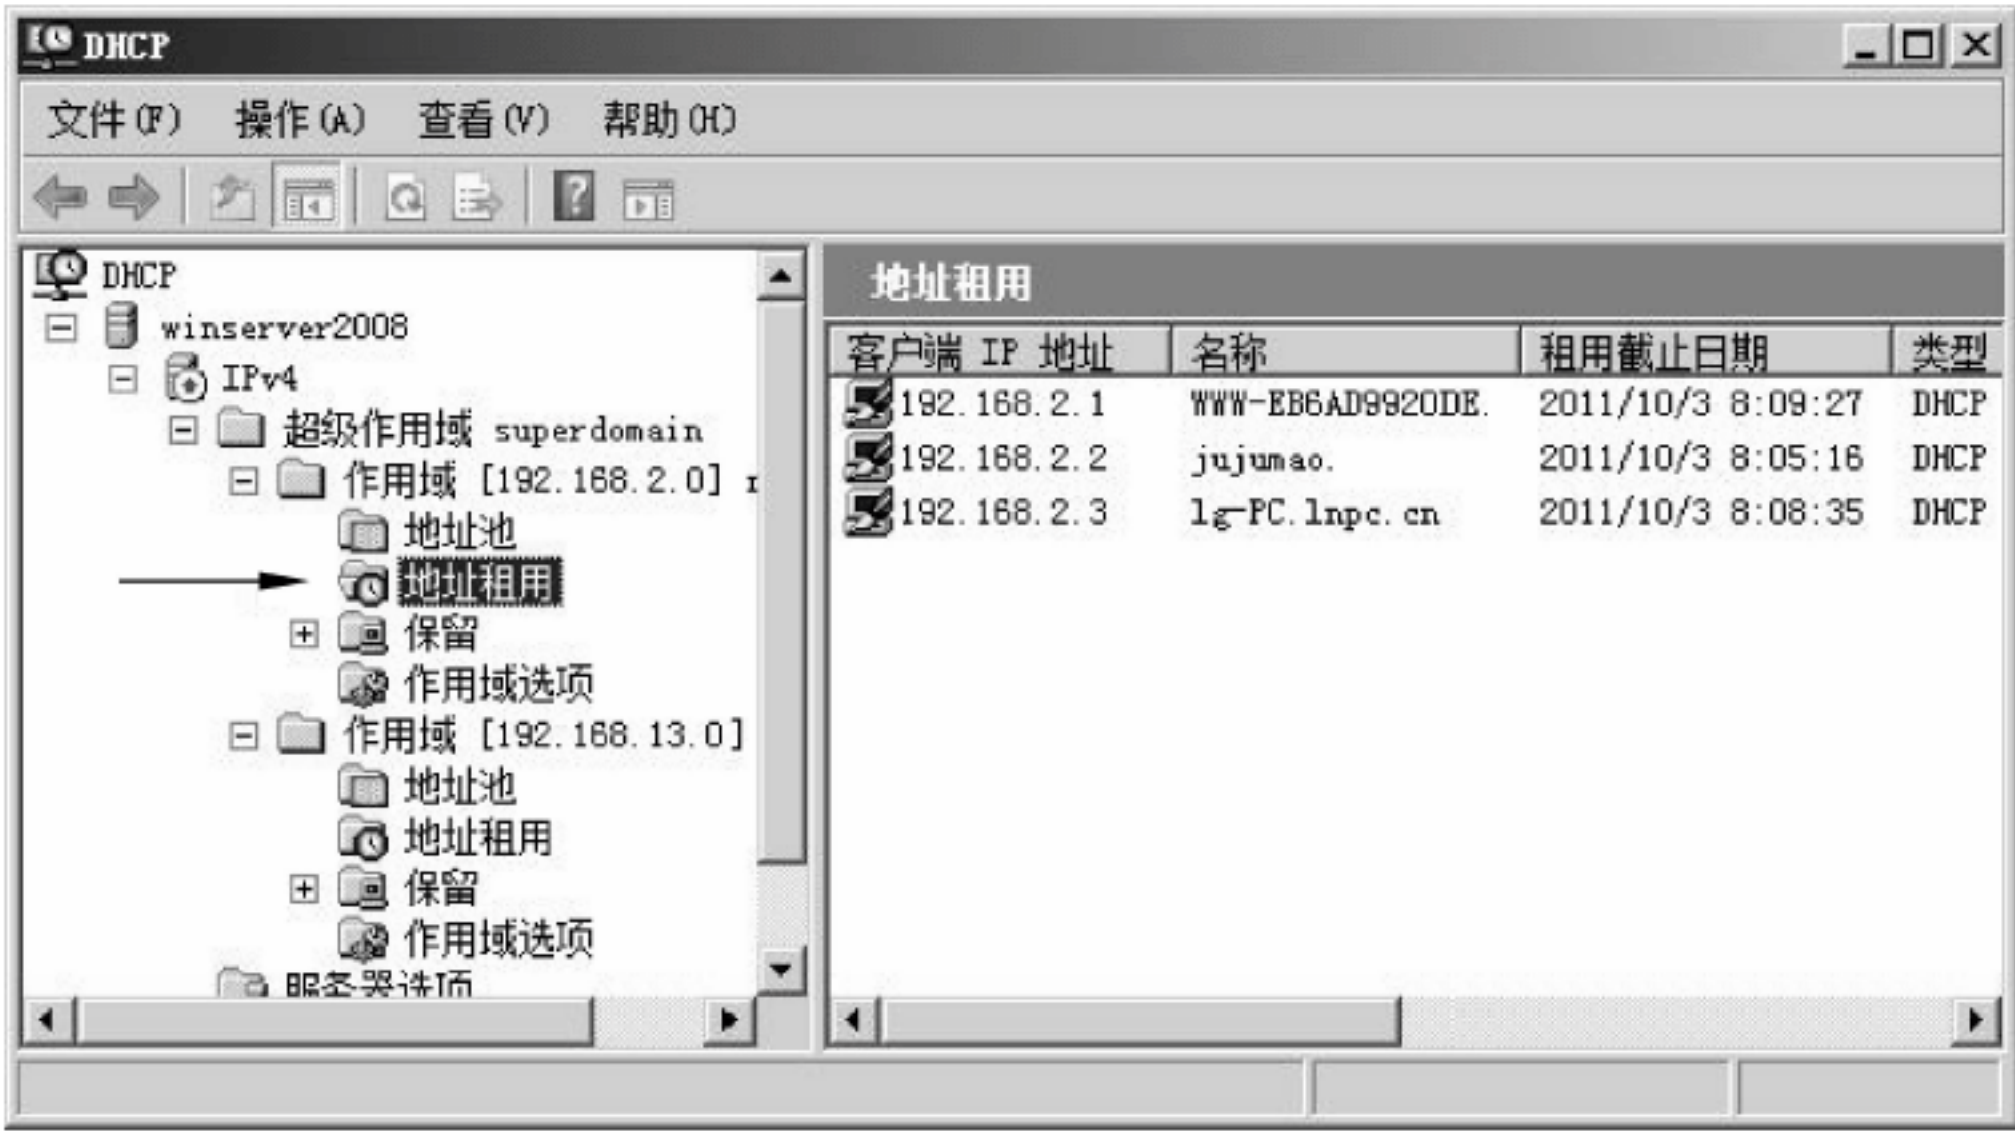 DHCP
文件(F) 操作(A) 查看(V) 帮助(H)
DHCP
winserver2008
IPv4
超级作用域 superdomain
作用域 [192.168.2.0]
地址池
地址租用
保留
作用域选项
作用域 [192.168.13.0]
地址池
地址租用
保留
作用域选项
服务器选项
地址租用
客户端 IP 地址 名称 租用截止日期 类型
192.168.2.1 WWW-EB6AD992ODE. 2011/10/3 8:09:27 DHCP
192.168.2.2 jujumao. 2011/10/3 8:05:16 DHCP
192.168.2.3 lg-PC.lnpc.cn 2011/10/3 8:08:35 DHCP